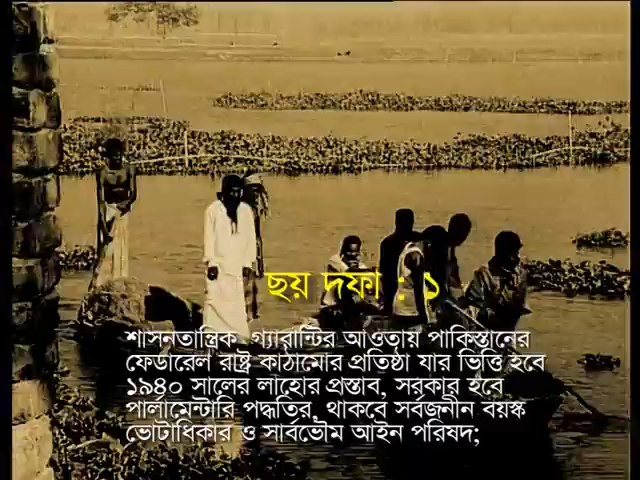 ছয় দফা : ১
শাসনতান্ত্রিক গ্যারান্টির আওতায় পাকিস্তানের
ফেডারেল রাষ্ট্র কাঠামোর প্রতিষ্ঠা যার ভিত্তি হবে
১৯৪০ সালের লাহোর প্রস্তাব, সরকার হবে
পার্লামেন্টারি পদ্ধতির, থাকবে সর্বজনীন বয়স্ক
ভোটাধিকার ও সার্বভৌম আইন পরিষদ;